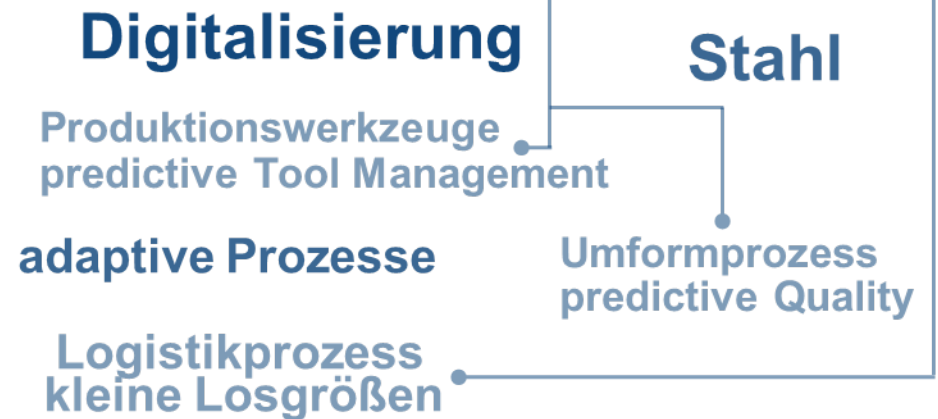 Digitalisierung
Stahl
Produktionswerkzeuge
predictive Tool Management
adaptive Prozesse
Umformprozess
predictive Quality
Logistikprozess
kleine Losgrößen